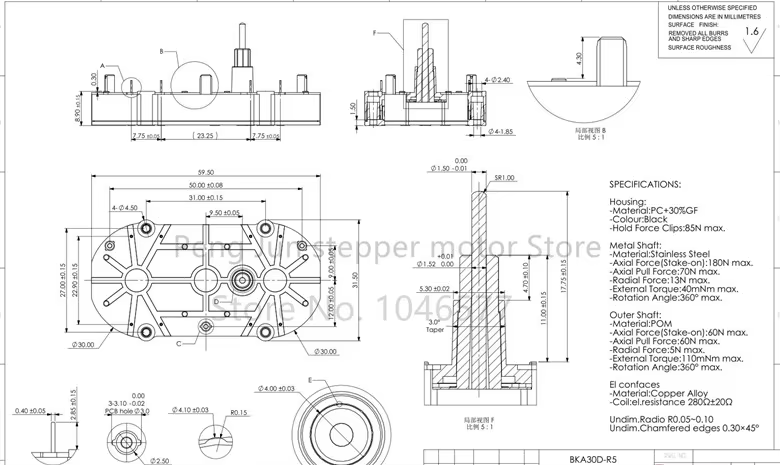 UNLESS OTHERWISE SPECIFIED
DIMENSIONS ARE IN MILLIMETRES
SURFACE FINISH:
REMOVED ALL BURRS
AND SHARP EDGES
SURFACE ROUGHNESS
1.6
A
B
F
0.30
8.90 ±0.15
7.75 ±0.05
(23.25)
7.75 ±0.05
1.50
4-Ø2.40
Ø4-1.85
4.30
局部视图 B
比例 5 : 1
59.50
50.00 ±0.08
31.00 ±0.15
4-Ø4.50
9.50 ±0.05
27.00 ±0.15
22.90 ±0.15
9.00 ±0.05
12.00 ±0.15
31.50
D
C
Ø30.00
Ø30.00
0.00
Ø1.50 -0.01
SR1.00
+0.01
Ø1.52 0.00
5.30 ±0.02
3.0°
Taper
4.70 ±0.10
11.00 ±0.15
17.75 ±0.15
局部视图 F
比例 5 : 1
SPECIFICATIONS:
Housing:
-Material:PC+30%GF
-Colour:Black
-Hold Force Clips:85N max.
Metal Shaft:
-Material:Stainless Steel
-Axial Force(Stake-on):180N max.
-Axial Pull Force:70N max.
-Radial Force:13N max.
-External Torque:40mNm max.
-Rotation Angle:360° max.
Outer Shaft:
-Material:POM
-Axial Force(Stake-on):60N max.
-Axial Pull Force:60N max.
-Radial Force:5N max.
-External Torque:110mNm max.
-Rotation Angle:360° max.
El confaces
-Material:Copper Alloy
-Coil:el.resistance 280Ω±20Ω
Undim.Radio R0.05~0.10
Undim.Chamfered edges 0.30×45°
0.40 ±0.05
2.85 ±0.15
0.00
3-3.10 -0.02
PCB hole Ø3.0
Ø2.50
Ø4.10 ±0.03
R0.15
Ø4.00 ±0.03
E
BKA30D-R5
Peng Jun stepper motor Store
Store No. 1046577